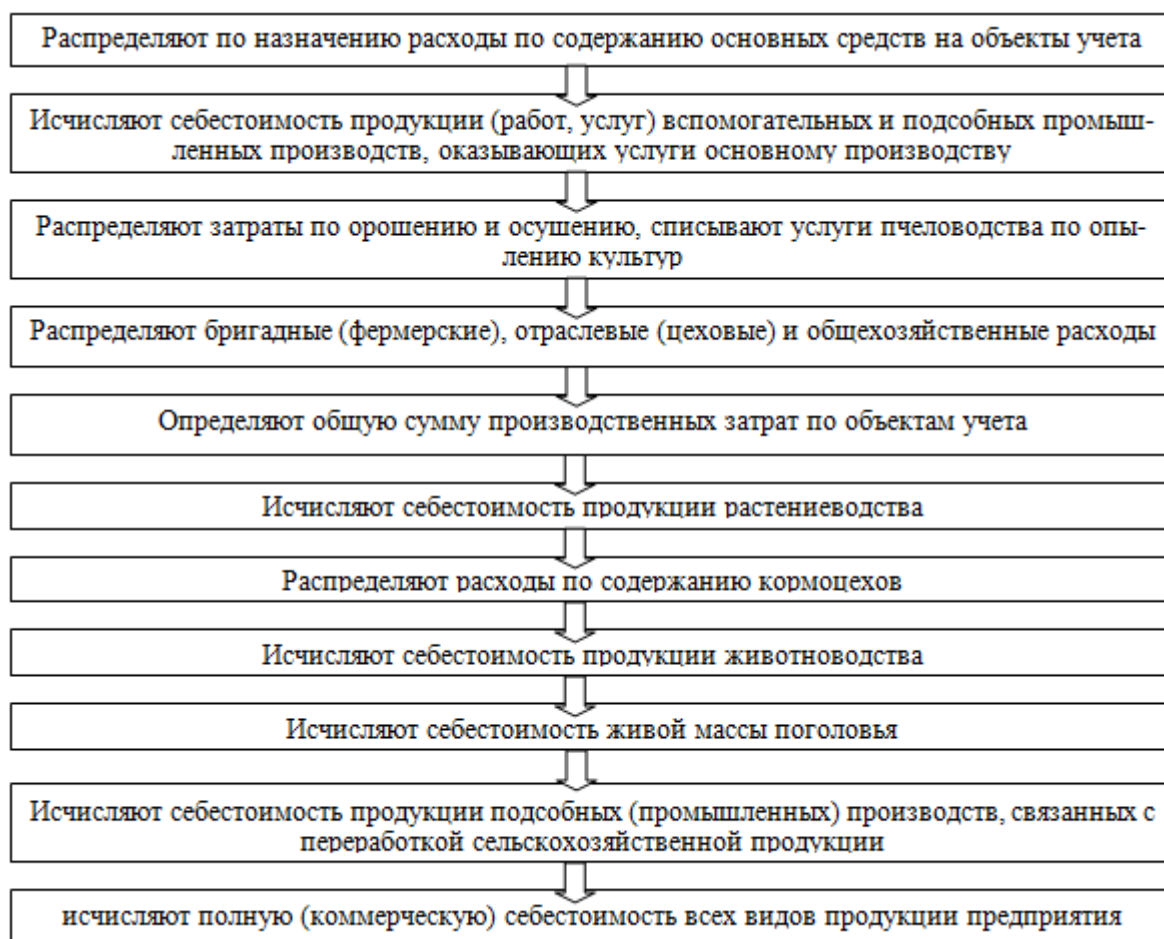 Распределяют по назначению расходы по содержанию основных средств на объекты учета
Исчисляют себестоимость продукции (работ, услуг) вспомогательных и подсобных промыш-
ленных производств, оказывающих услуги основному производству
Распределяют затраты по орошению и осушению, списывают услуги пчеловодства по опы-
лению культур
Распределяют бригадные (фермерские), отраслевые (цеховые) и общехозяйственные расходы
Определяют общую сумму производственных затрат по объектам учета
Исчисляют себестоимость продукции растениеводства
Распределяют расходы по содержанию кормоцехов
Исчисляют себестоимость продукции животноводства
Исчисляют себестоимость живой массы поголовья
Исчисляют себестоимость продукции подсобных (промышленных) производств, связанных с
переработкой сельскохозяйственной продукции
исчисляют полную (коммерческую) себестоимость всех видов продукции предприятия